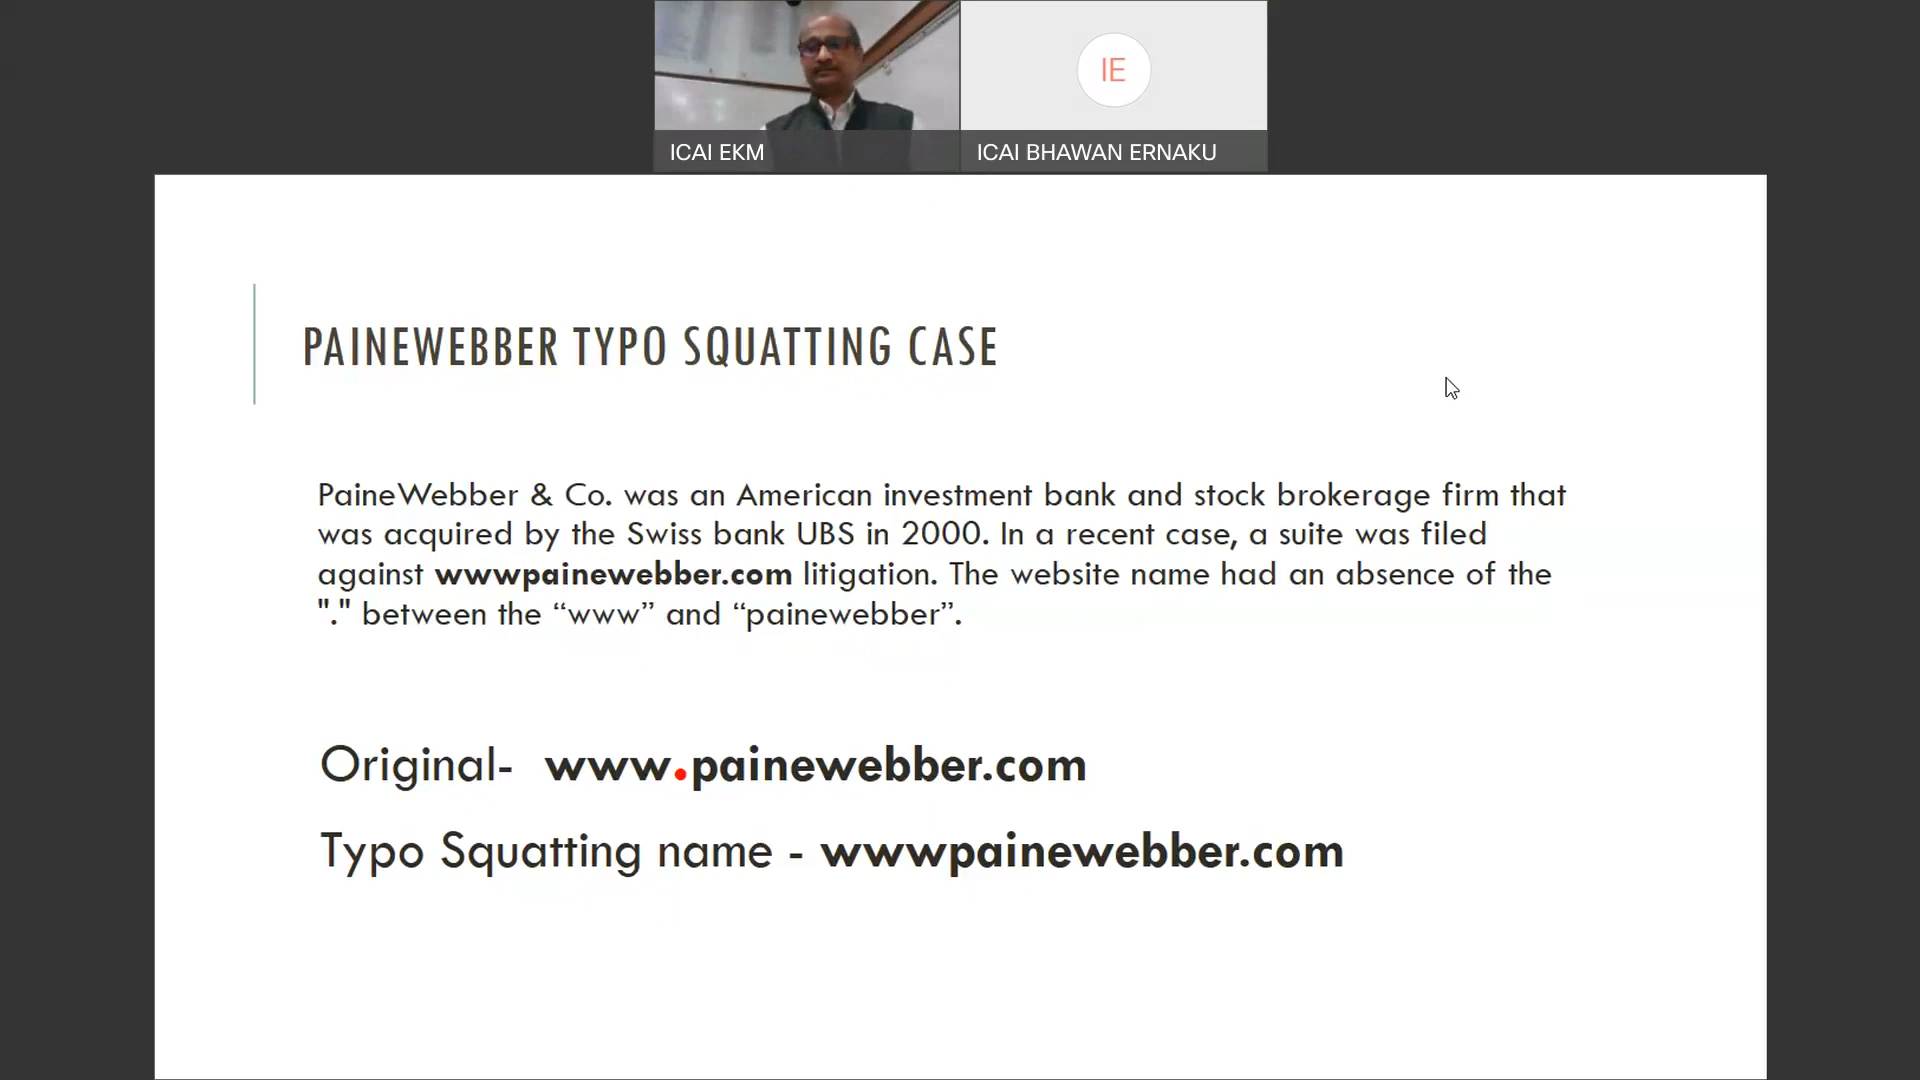 IE
ICAI EKM
ICAI BHAWAN ERNAKU
PAINEWEBBER TYPO SQUATTING CASE
PaineWebber & Co. was an American investment bank and stock brokerage firm that
was acquired by the Swiss bank UBS in 2000. In a recent case, a suite was filed
against wwwpainewebber.com litigation. The website name had an absence of the
"." between the “www” and “painewebber”.
Original- www.painewebber.com
Typo Squatting name - wwwpainewebber.com